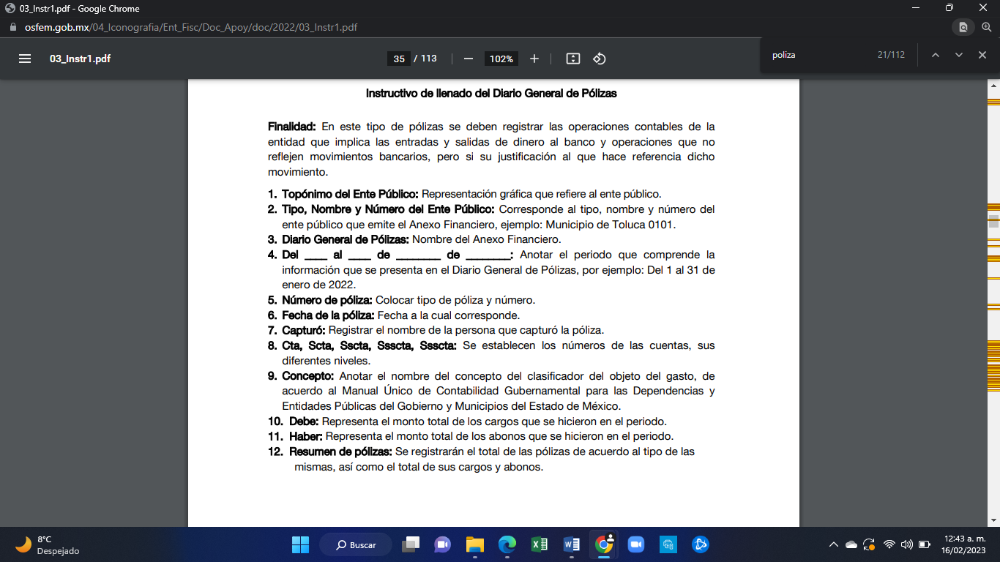 03_Instr1.pdf - Google Chrome
osfem.gob.mx/04_Iconografia/Ent_Fisc/Doc_Apoy/doc/2022/03_Instr1.pdf
03_Instr1.pdf
35 / 113
102%
poliza
21/112
Instructivo de llenado del Diario General de Pólizas
Finalidad: En este tipo de pólizas se deben registrar las operaciones contables de la
entidad que implica las entradas y salidas de dinero al banco y operaciones que no
reflejen movimientos bancarios, pero si su justificación al que hace referencia dicho
movimiento.
1. Topónimo del Ente Público: Representación gráfica que refiere al ente público.
2. Tipo, Nombre y Número del Ente Público: Corresponde al tipo, nombre y número del
ente público que emite el Anexo Financiero, ejemplo: Municipio de Toluca 0101.
3. Diario General de Pólizas: Nombre del Anexo Financiero.
4. Del ____ al ____ de ________ de ________: Anotar el periodo que comprende la
información que se presenta en el Diario General de Pólizas, por ejemplo: Del 1 al 31 de
enero de 2022.
5. Número de póliza: Colocar tipo de póliza y número.
6. Fecha de la póliza: Fecha a la cual corresponde.
7. Capturó: Registrar el nombre de la persona que capturó la póliza.
8. Cta, Scta, Sscta, Ssscta, Ssscta: Se establecen los números de las cuentas, sus
diferentes niveles.
9. Concepto: Anotar el nombre del concepto del clasificador del objeto del gasto, de
acuerdo al Manual Único de Contabilidad Gubernamental para las Dependencias y
Entidades Públicas del Gobierno y Municipios del Estado de México.
10. Debe: Representa el monto total de los cargos que se hicieron en el periodo.
11. Haber: Representa el monto total de los abonos que se hicieron en el periodo.
12. Resumen de pólizas: Se registrarán el total de las pólizas de acuerdo al tipo de las
mismas, así como el total de sus cargos y abonos.
8°C
Despejado
Buscar
12:43 a. m.
16/02/2023